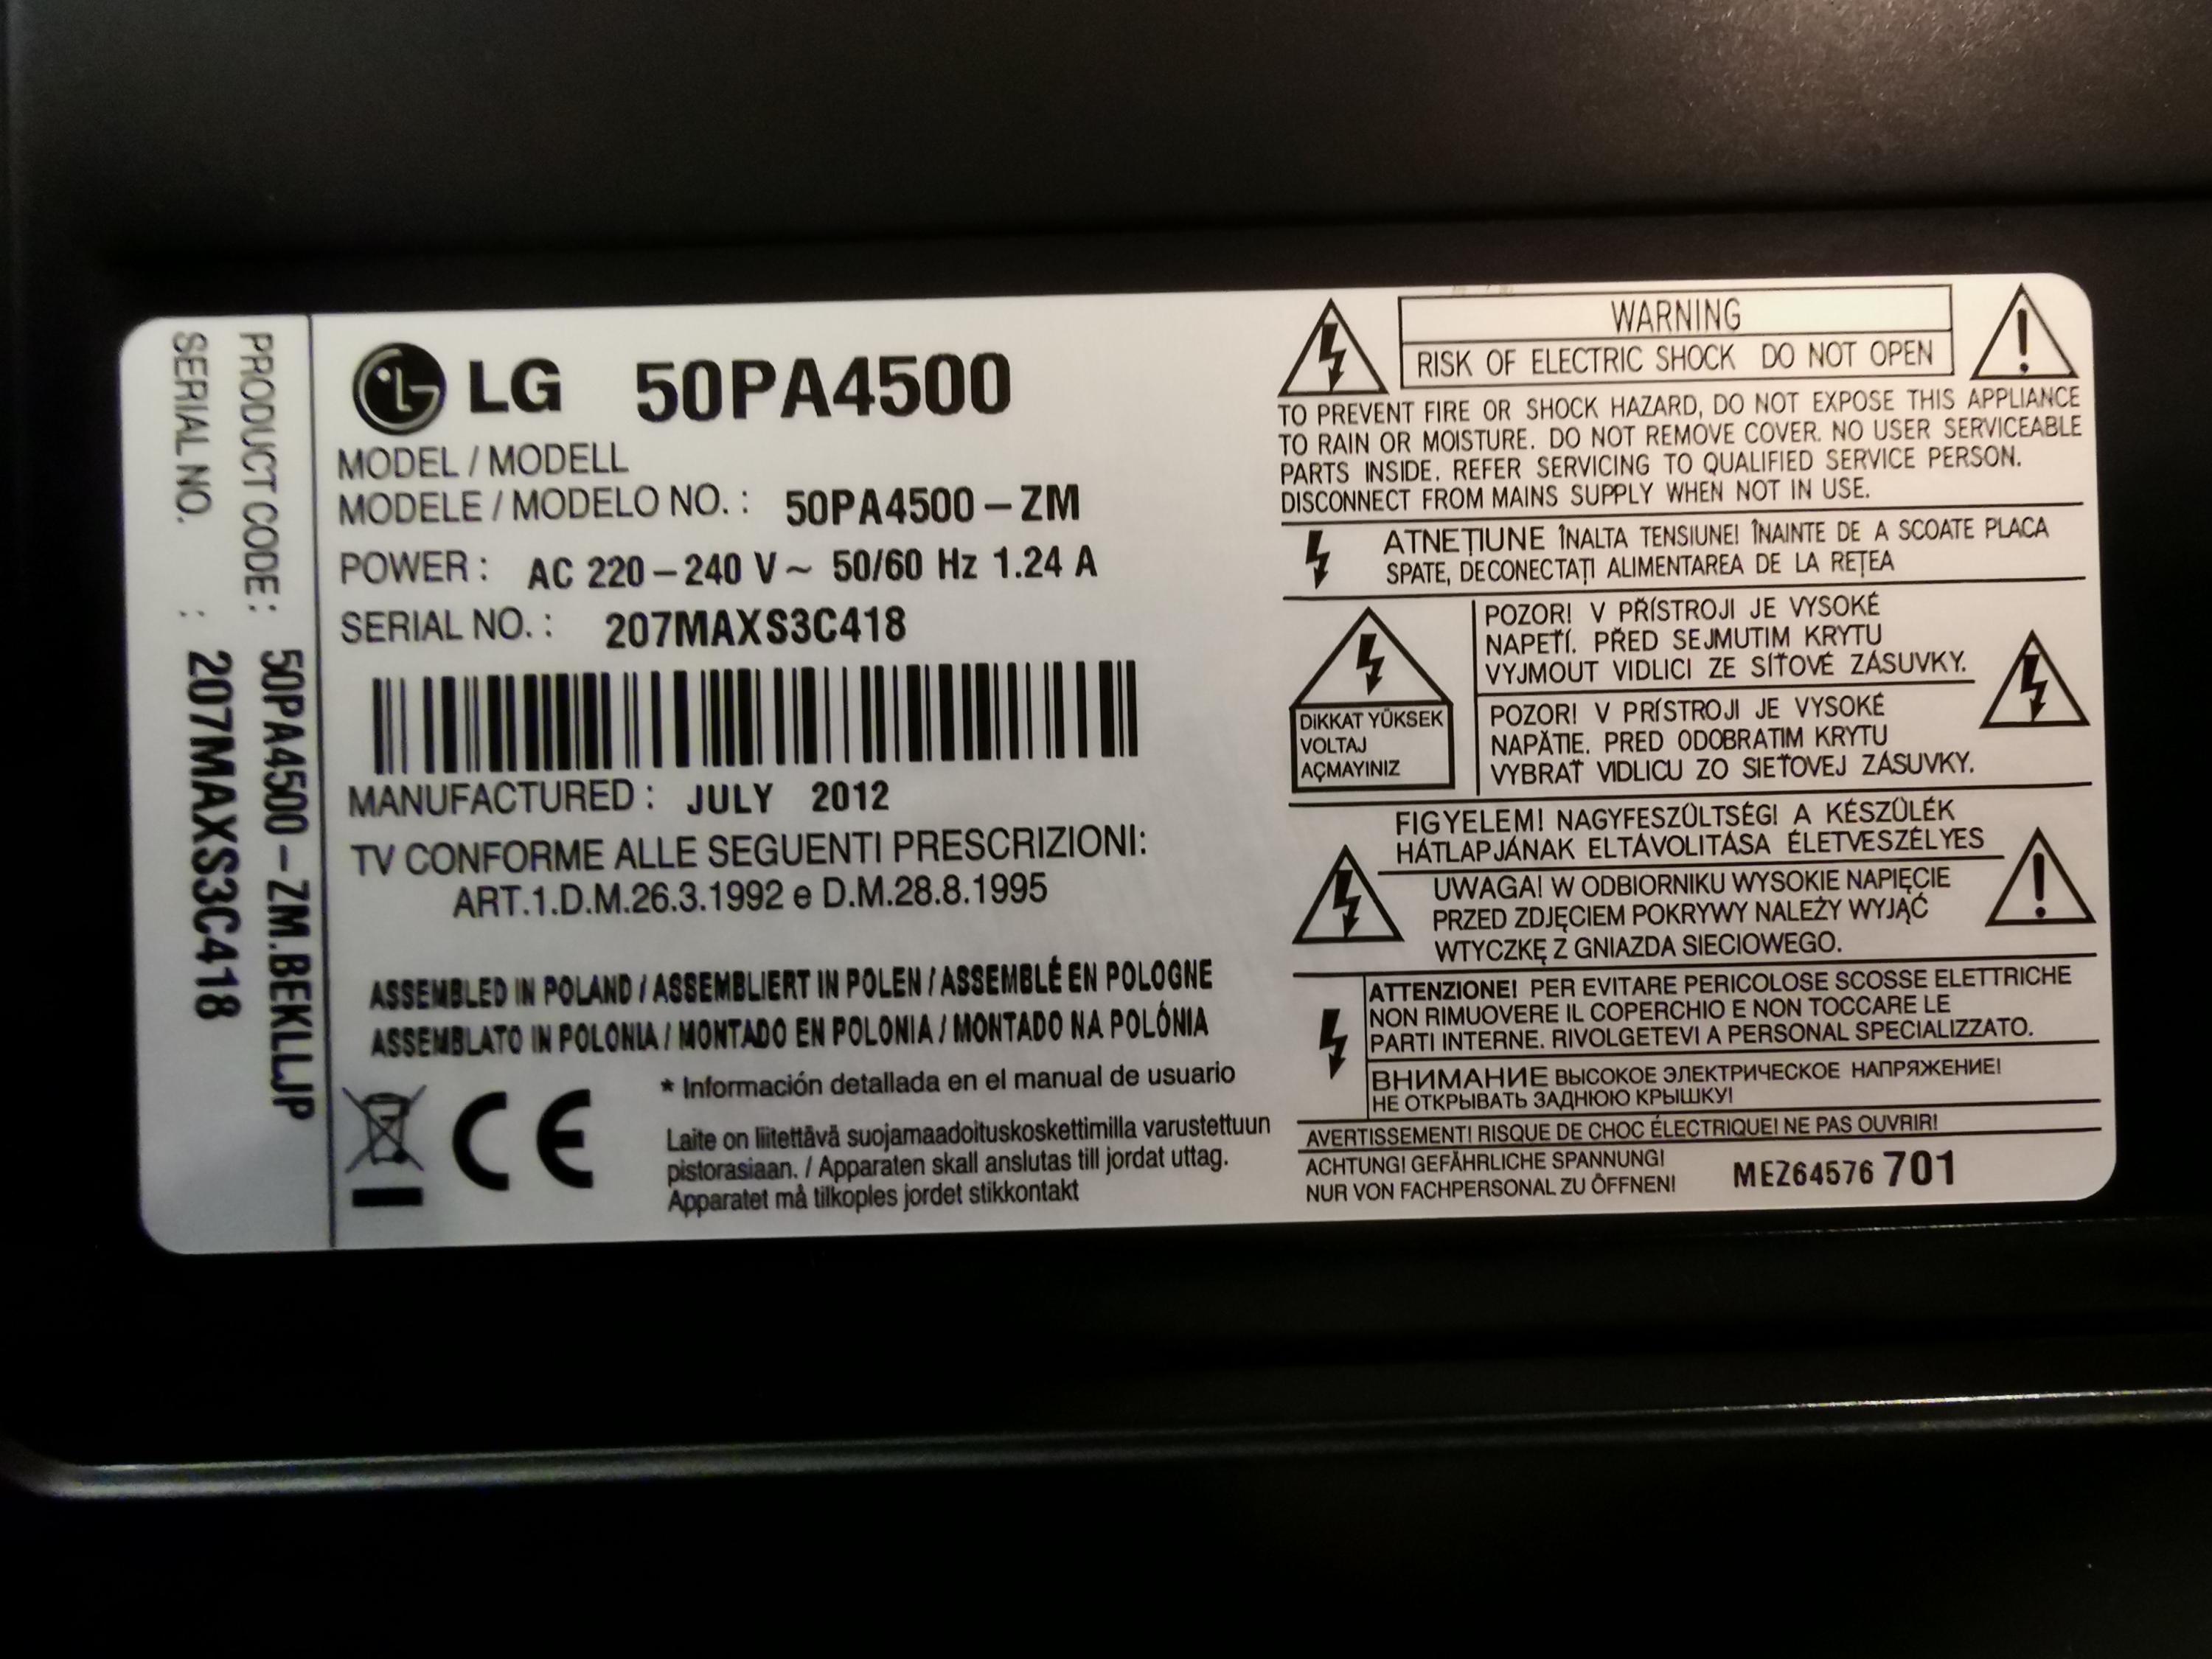 PRODUCT CODE: 50PA4500-ZM.BEKLLJP
SERIAL NO. : 207MAXS3C418
LG 50PA4500
MODEL / MODELL
MODELE / MODELO NO. : 50PA4500-ZM
POWER : AC 220-240 V~ 50/60 Hz 1.24 A
SERIAL NO. : 207MAXS3C418
MANUFACTURED : JULY 2012
TV CONFORME ALLE SEGUENTI PRESCRIZIONI:
ART.1.D.M.26.3.1992 e D.M.28.8.1995
ASSEMBLED IN POLAND / ASSEMBLIERT IN POLEN / ASSEMBLÉ EN POLOGNE
ASSEMBLATO IN POLONIA / MONTADO EN POLONIA / MONTADO NA POLÓNIA
CE
* Información detallada en el manual de usuario
Laite on liitettävä suojamaadoituskoskettimilla varustettuun
pistorasiaan. / Apparaten skall anslutas till jordat uttag.
Apparatet må tilkoples jordet stikkontakt
WARNING
RISK OF ELECTRIC SHOCK DO NOT OPEN
TO PREVENT FIRE OR SHOCK HAZARD, DO NOT EXPOSE THIS APPLIANCE
TO RAIN OR MOISTURE. DO NOT REMOVE COVER. NO USER SERVICEABLE
PARTS INSIDE. REFER SERVICING TO QUALIFIED SERVICE PERSON.
DISCONNECT FROM MAINS SUPPLY WHEN NOT IN USE.
ATNEȚIUNE ÎNALTA TENSIUNE! ÎNAINTE DE A SCOATE PLACA
SPATE, DECONECTAȚI ALIMENTAREA DE LA REȚEA
DIKKAT YÜKSEK
VOLTAJ
AÇMAYINIZ
POZOR! V PŘÍSTROJI JE VYSOKÉ
NAPEŤÍ. PŘED SEJMUTIM KRYTU
VYJMOUT VIDLICI ZE SÍŤOVÉ ZÁSUVKY.
POZOR! V PRÍSTROJI JE VYSOKÉ
NAPÄTIE. PRED ODOBRATIM KRYTU
VYBRAŤ VIDLICU ZO SIEŤOVEJ ZÁSUVKY.
FIGYELEM! NAGYFESZÜLTSÉGI A KÉSZÜLÉK
HÁTLAPJÁNAK ELTÁVOLITÁSA ÉLETVESZÉLYES
UWAGA! W ODBIORNIKU WYSOKIE NAPIĘCIE
PRZED ZDJĘCIEM POKRYWY NALEŻY WYJĄĆ
WTYCZKĘ Z GNIAZDA SIECIOWEGO.
ATTENZIONE! PER EVITARE PERICOLOSE SCOSSE ELETTRICHE
NON RIMUOVERE IL COPERCHIO E NON TOCCARE LE
PARTI INTERNE. RIVOLGETEVI A PERSONAL SPECIALIZZATO.
ВНИМАНИЕ ВЫСОКОЕ ЭЛЕКТРИЧЕСКОЕ НАПРЯЖЕНИЕ!
НЕ ОТКРЫВАТЬ ЗАДНЮЮ КРЫШКУ!
AVERTISSEMENT! RISQUE DE CHOC ÉLECTRIQUE! NE PAS OUVRIR!
ACHTUNG! GEFÄHRLICHE SPANNUNG!
NUR VON FACHPERSONAL ZU ÖFFNEN!
MEZ64576 701